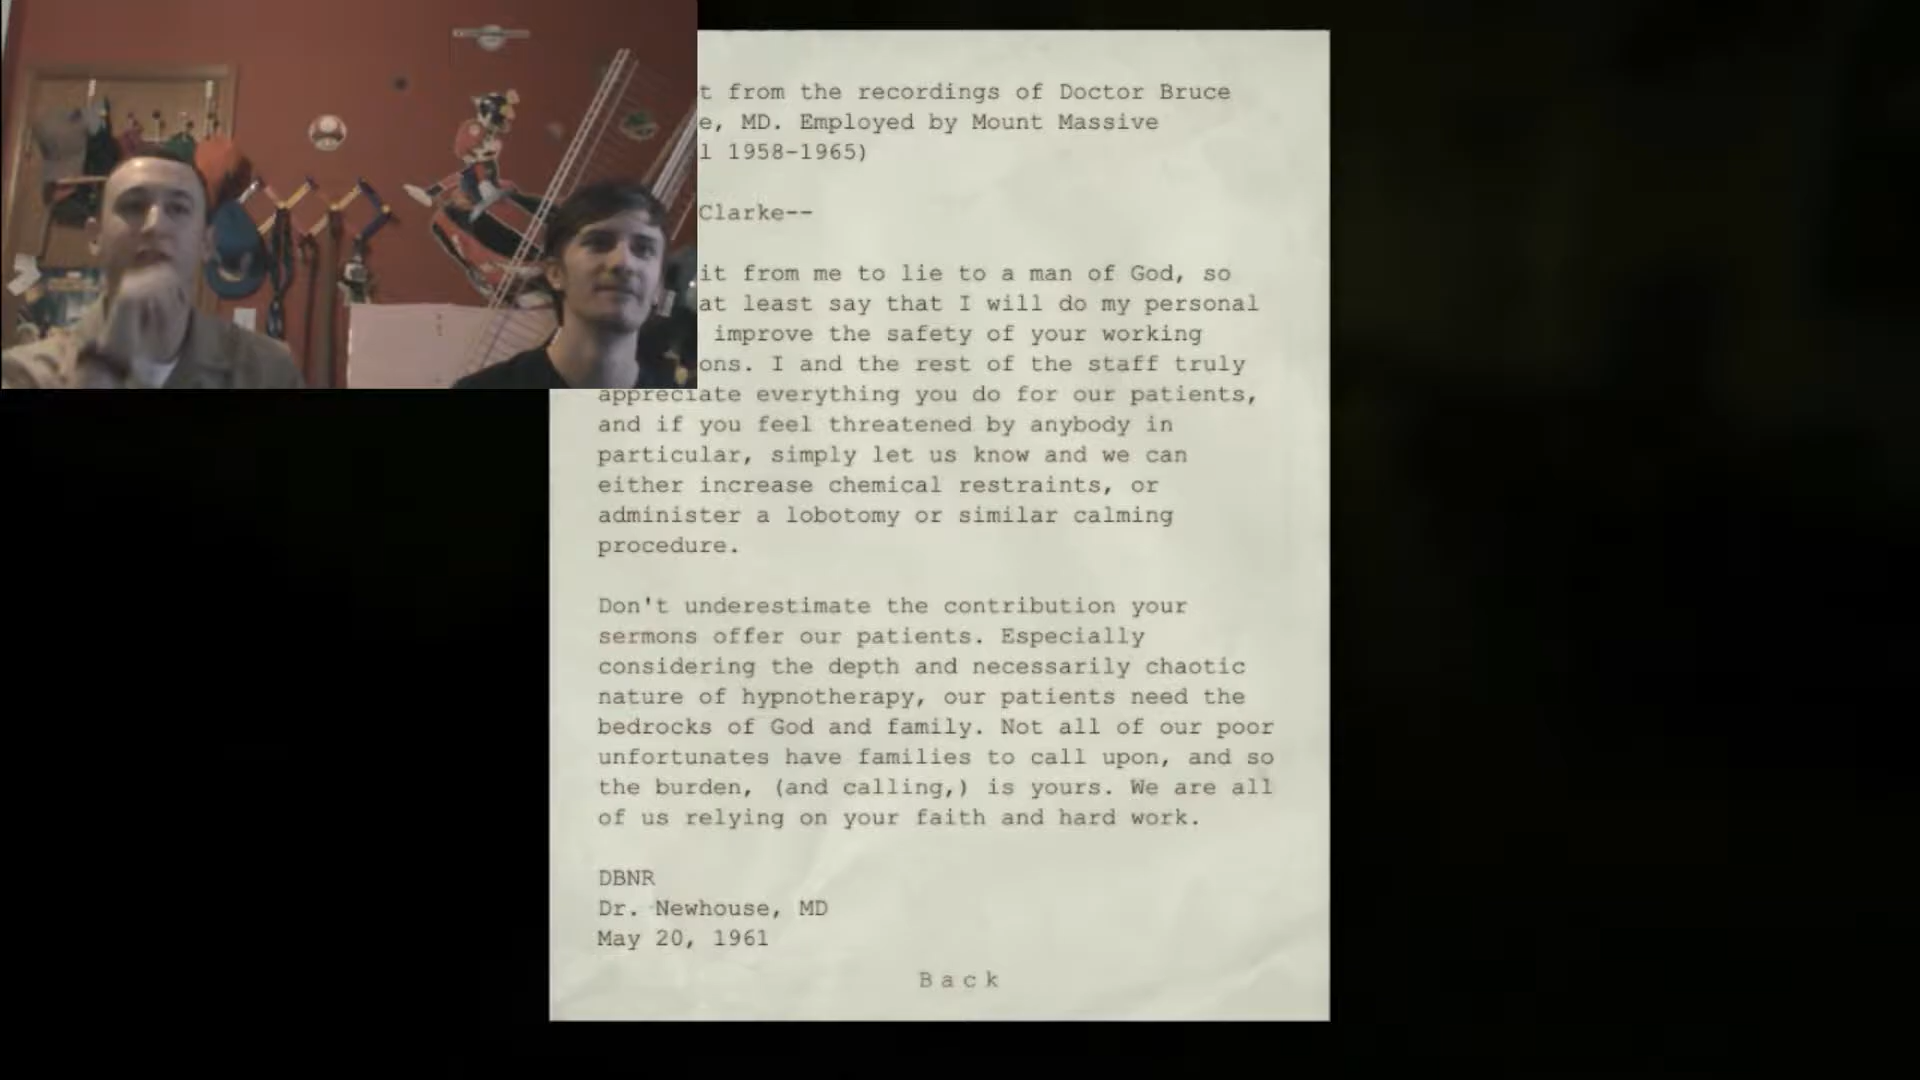 t from the recordings of Doctor Bruce
e, MD. Employed by Mount Massive
l 1958-1965)
Clarke--
it from me to lie to a man of God, so
at least say that I will do my personal
improve the safety of your working
ons. I and the rest of the staff truly
appreciate everything you do for our patients,
and if you feel threatened by anybody in
particular, simply let us know and we can
either increase chemical restraints, or
administer a lobotomy or similar calming
procedure.
Don't underestimate the contribution your
sermons offer our patients. Especially
considering the depth and necessarily chaotic
nature of hypnotherapy, our patients need the
bedrocks of God and family. Not all of our poor
unfortunates have families to call upon, and so
the burden, (and calling,) is yours. We are all
of us relying on your faith and hard work.
DBNR
Dr. Newhouse, MD
May 20, 1961
Back